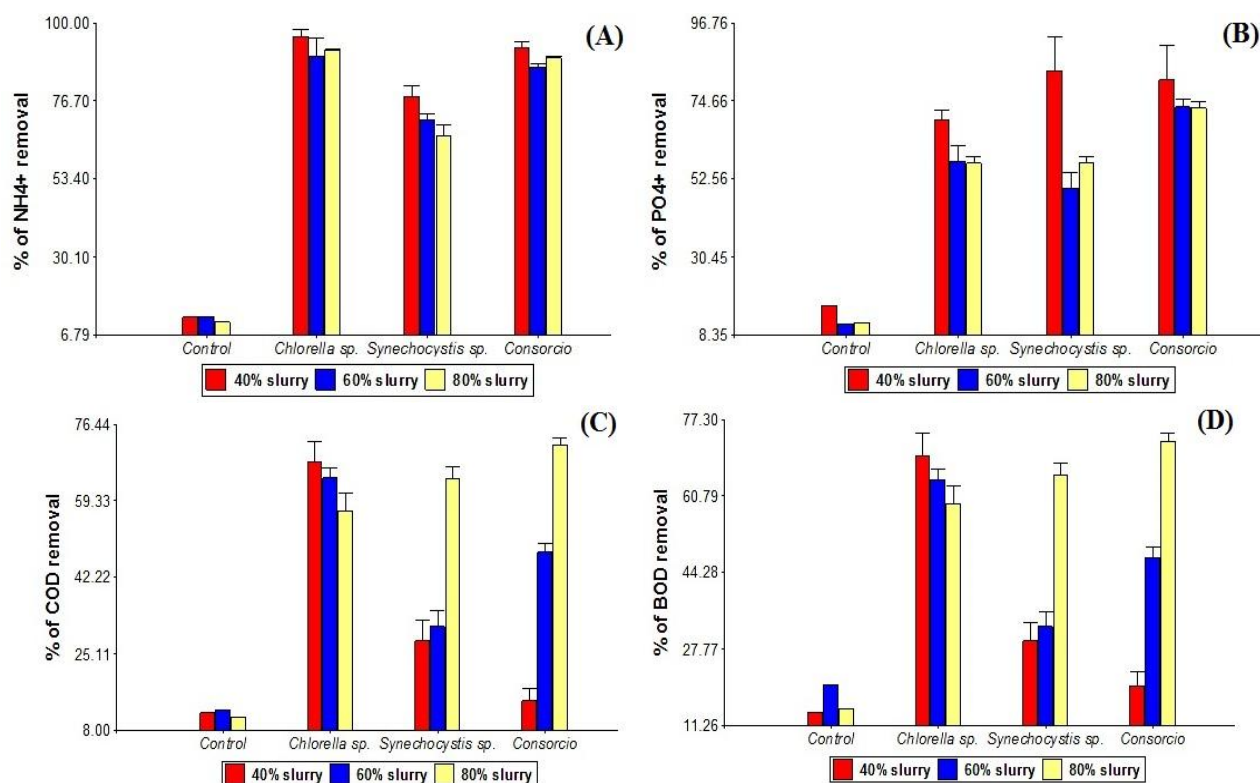 (A)
% of NH4+ removal
100.00
76.70
53.40
30.10
6.79
Control Chlorella sp. Synechocystis sp. Consorcio
40% slurry 60% slurry 80% slurry
(B)
% of PO4+ removal
96.76
74.66
52.56
30.45
8.35
Control Chlorella sp. Synechocystis sp. Consorcio
40% slurry 60% slurry 80% slurry
(C)
% of COD removal
76.44
59.33
42.22
25.11
8.00
Control Chlorella sp. Synechocystis sp. Consorcio
40% slurry 60% slurry 80% slurry
(D)
% of BOD removal
77.30
60.79
44.28
27.77
11.26
Control Chlorella sp. Synechocystis sp. Consorcio
40% slurry 60% slurry 80% slurry